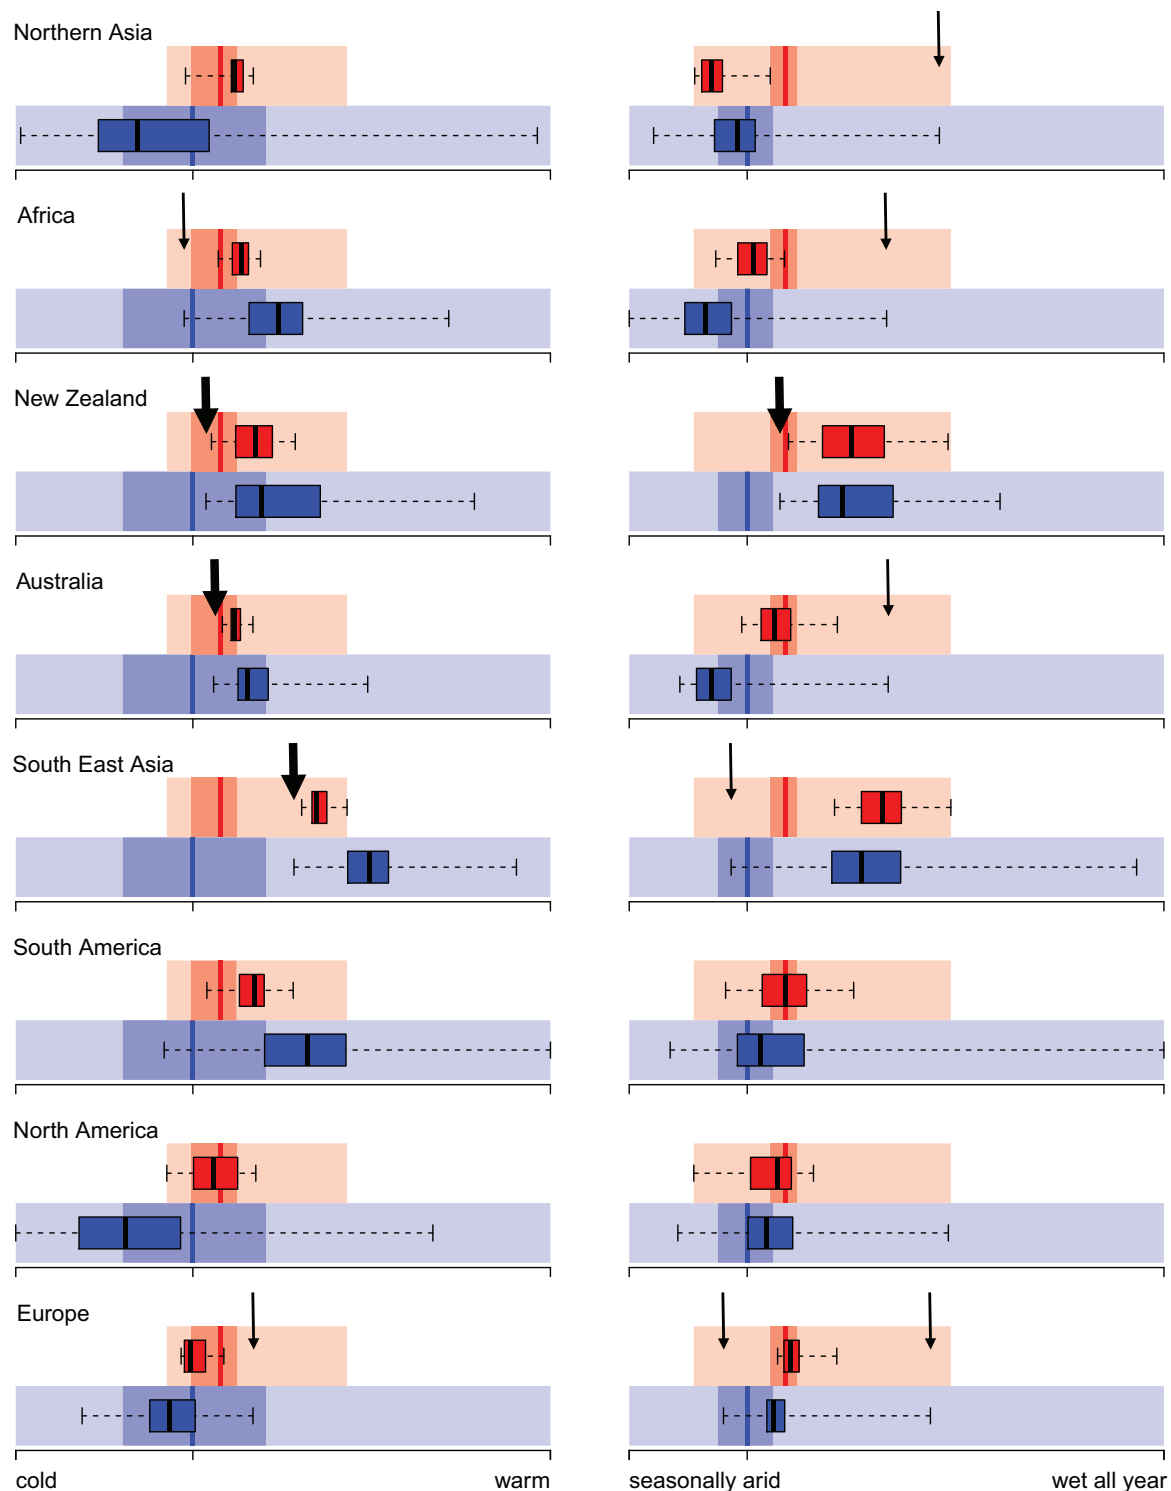 Northern Asia
Africa
New Zealand
Australia
South East Asia
South America
North America
Europe
cold warm seasonally arid wet all year